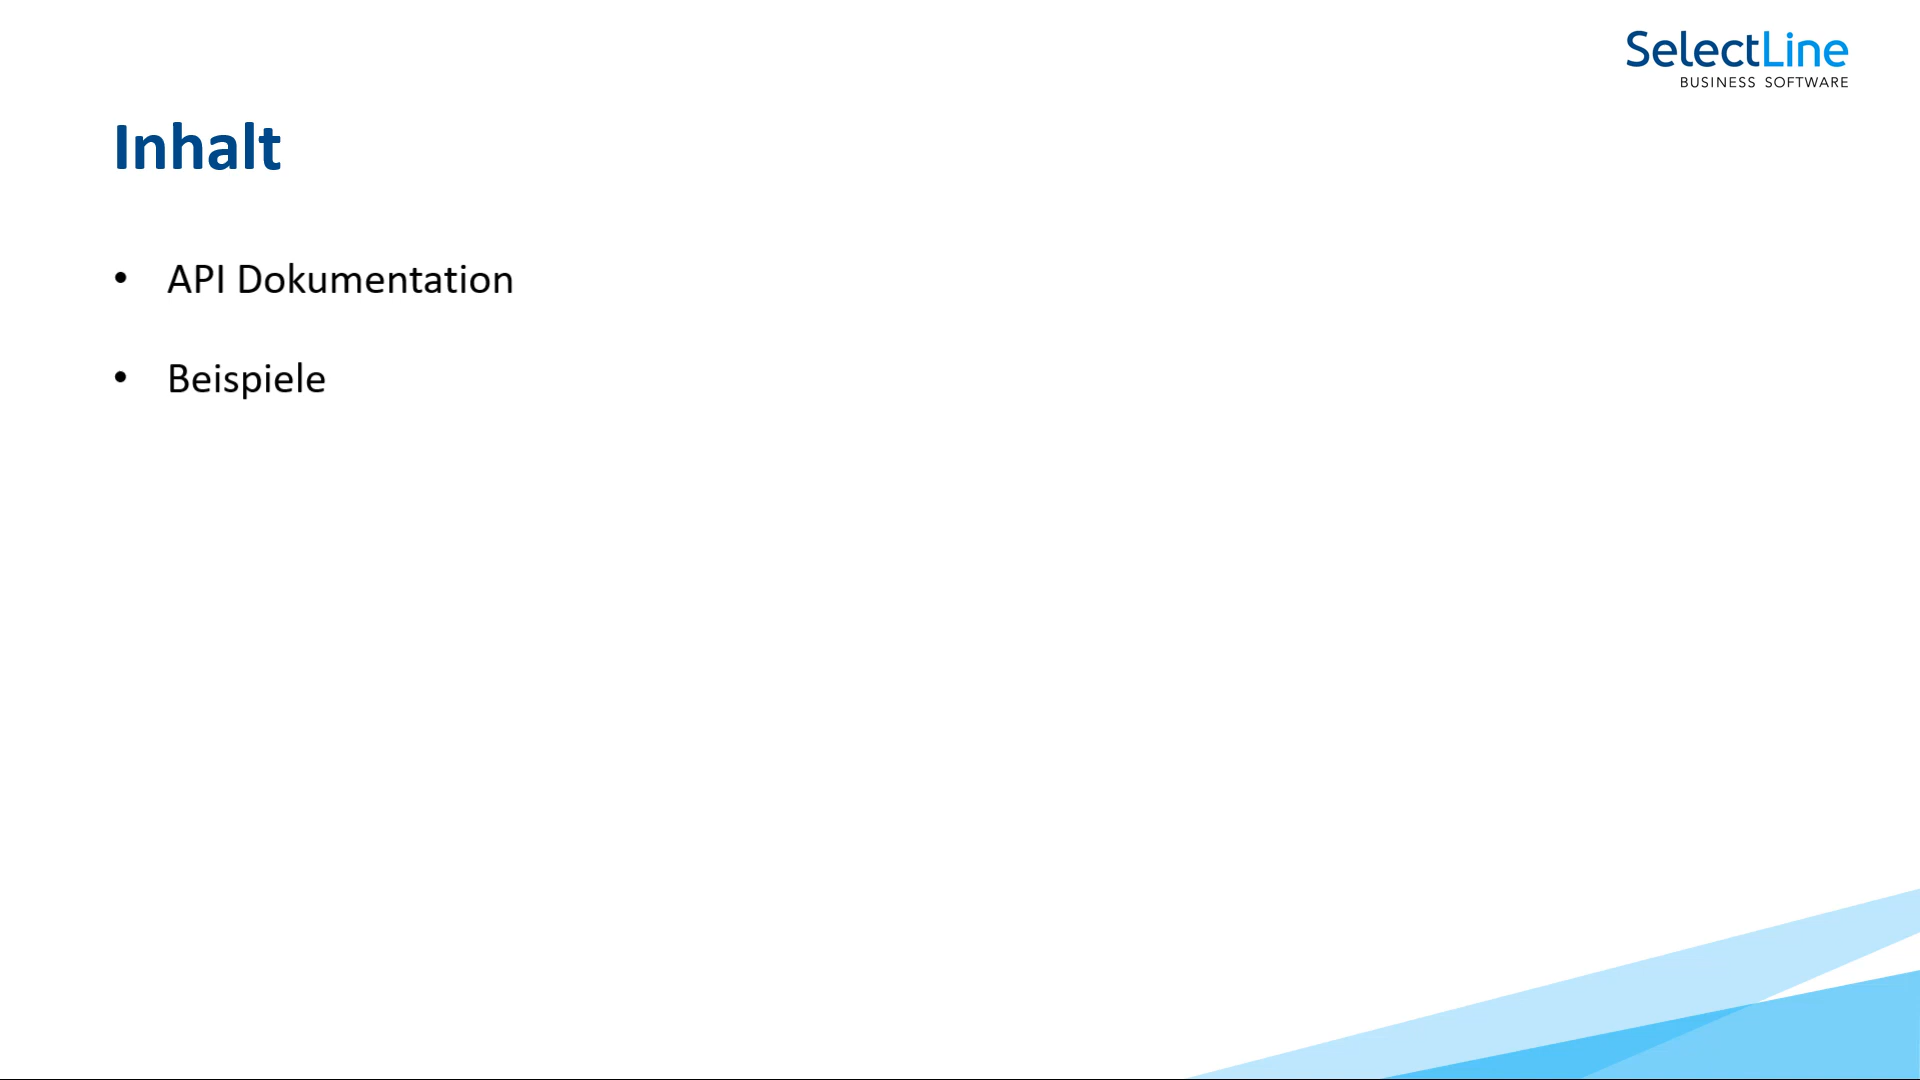 SelectLine
BUSINESS SOFTWARE
Inhalt
• API Dokumentation
• Beispiele